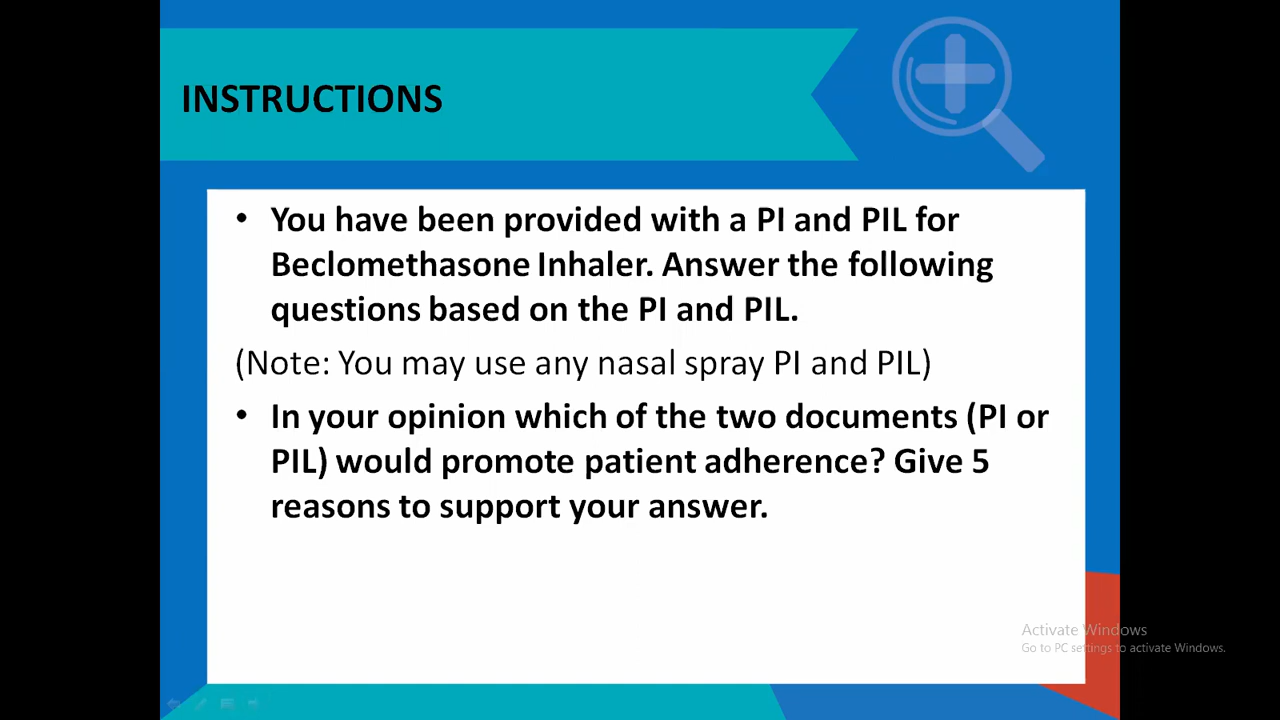 INSTRUCTIONS
• You have been provided with a PI and PIL for
Beclomethasone Inhaler. Answer the following
questions based on the PI and PIL.
(Note: You may use any nasal spray PI and PIL)
• In your opinion which of the two documents (PI or
PIL) would promote patient adherence? Give 5
reasons to support your answer.
Activate Windows
Go to PC settings to activate Windows.